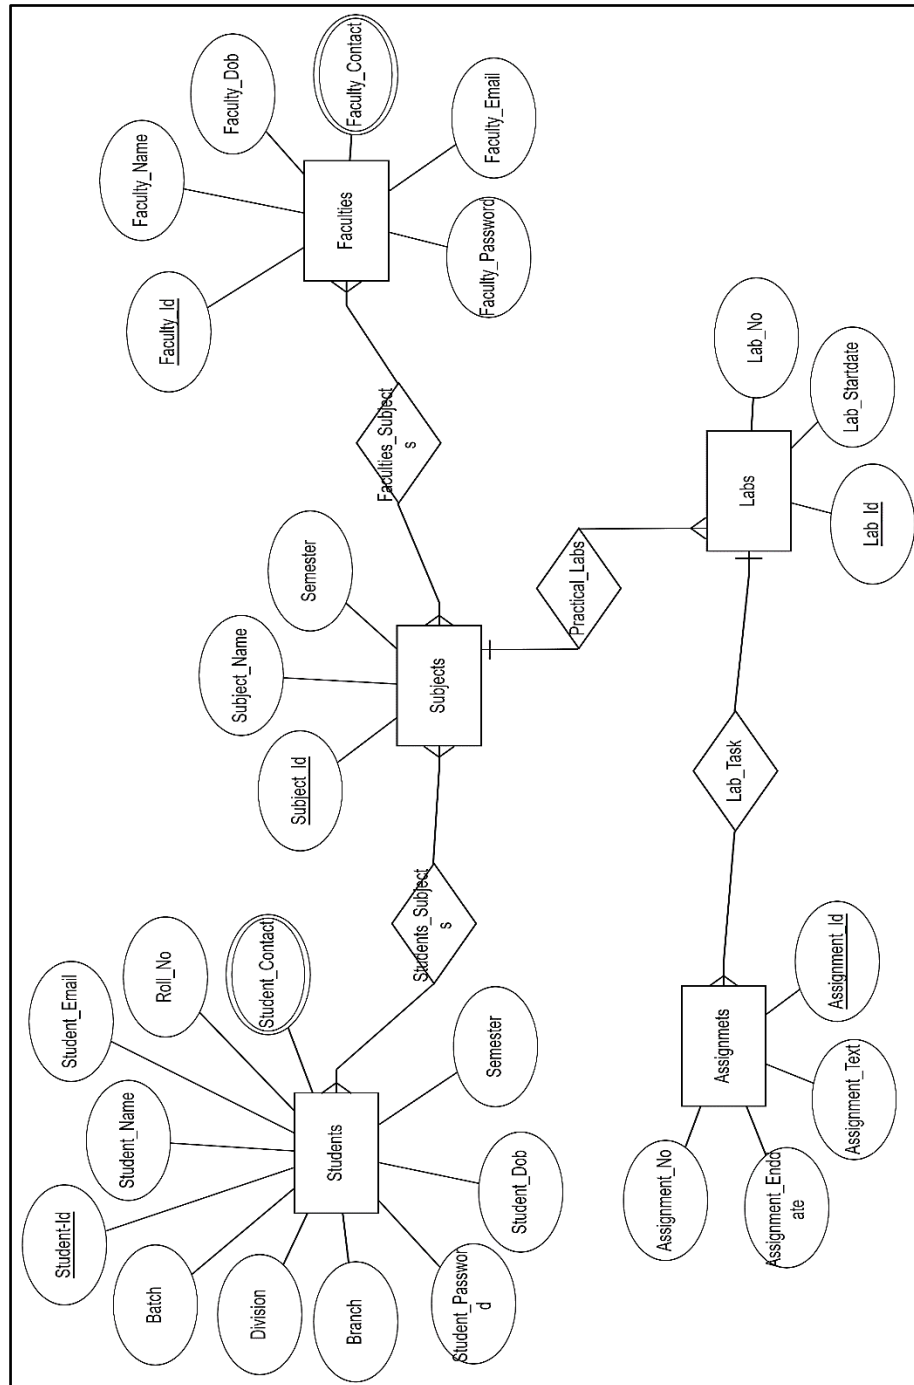 Student_Email
Roll_No
Student_Contact
Student_Name
Student-Id
Batch
Division
Branch
Student_Passwor
d
Student_Dob
Semester
Students
Students_Subject
s
Subject_Id
Subject_Name
Semester
Subjects
Faculties_Subject
s
Faculty_Id
Faculty_Name
Faculty_Dob
Faculty_Contact
Faculty_Email
Faculty_Password
Faculties
Practical_Labs
Labs
Lab_No
Lab_Startdate
Lab_Id
Lab_Task
Assignmets
Assignment_No
Assignment_Endd
ate
Assignment_Text
Assignment_Id